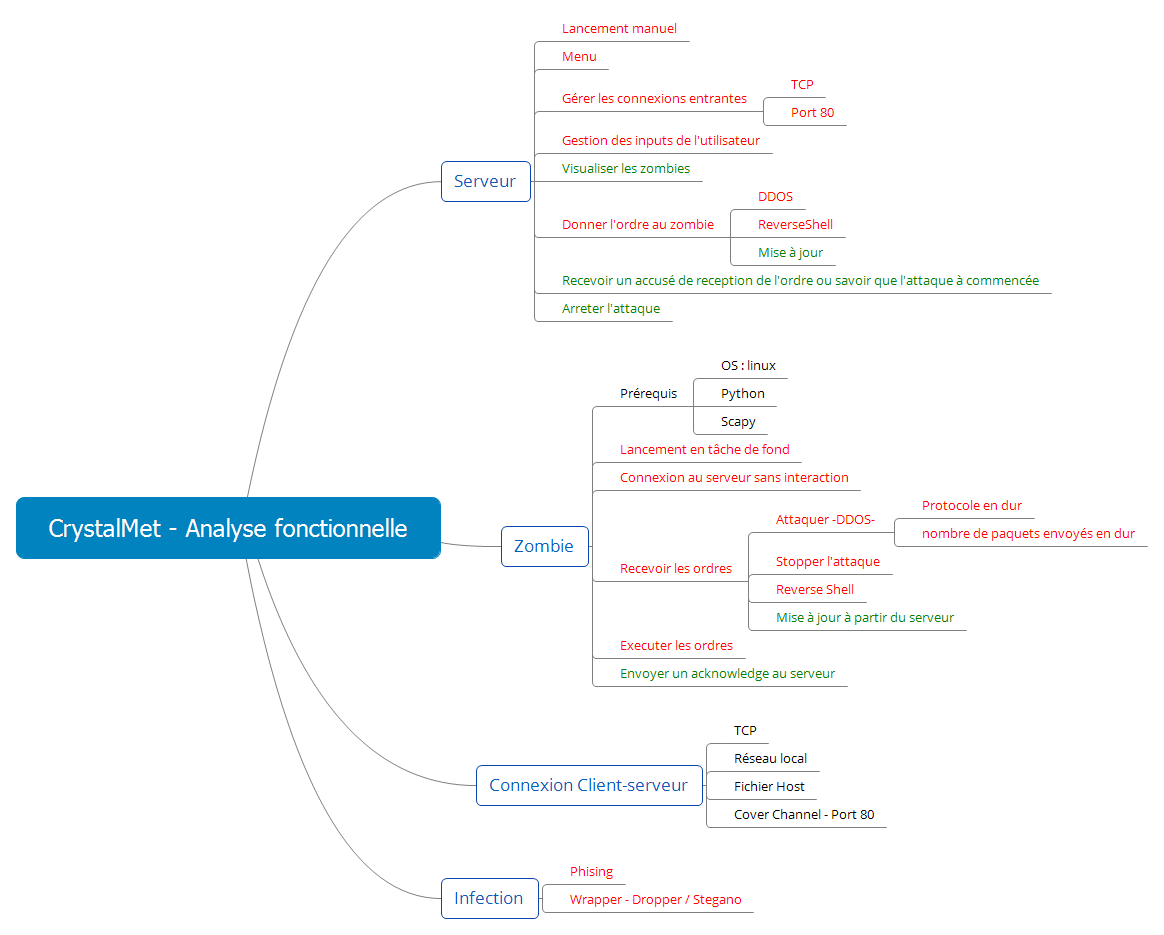 CrystalMet - Analyse fonctionnelle
Serveur
Lancement manuel
Menu
Gérer les connexions entrantes
TCP
Port 80
Gestion des inputs de l'utilisateur
Visualiser les zombies
Donner l'ordre au zombie
DDOS
ReverseShell
Mise à jour
Recevoir un accusé de reception de l'ordre ou savoir que l'attaque à commencée
Arreter l'attaque
Zombie
Prérequis
OS : linux
Python
Scapy
Lancement en tâche de fond
Connexion au serveur sans interaction
Recevoir les ordres
Attaquer -DDOS-
Protocole en dur
nombre de paquets envoyés en dur
Stopper l'attaque
Reverse Shell
Mise à jour à partir du serveur
Executer les ordres
Envoyer un acknowledge au serveur
Connexion Client-serveur
TCP
Réseau local
Fichier Host
Cover Channel - Port 80
Infection
Phising
Wrapper - Dropper / Stegano